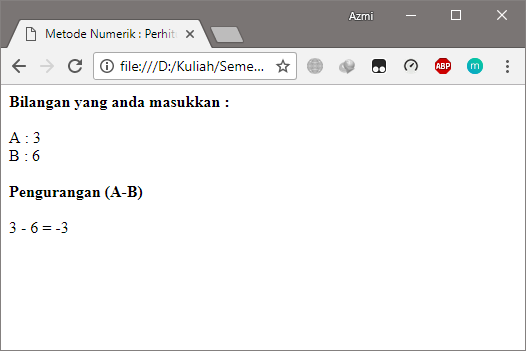 Azmi
Metode Numerik : Perhit
file:///D:/Kuliah/Seme...
ABP
m
Bilangan yang anda masukkan :
A : 3
B : 6
Pengurangan (A-B)
3 - 6 = -3